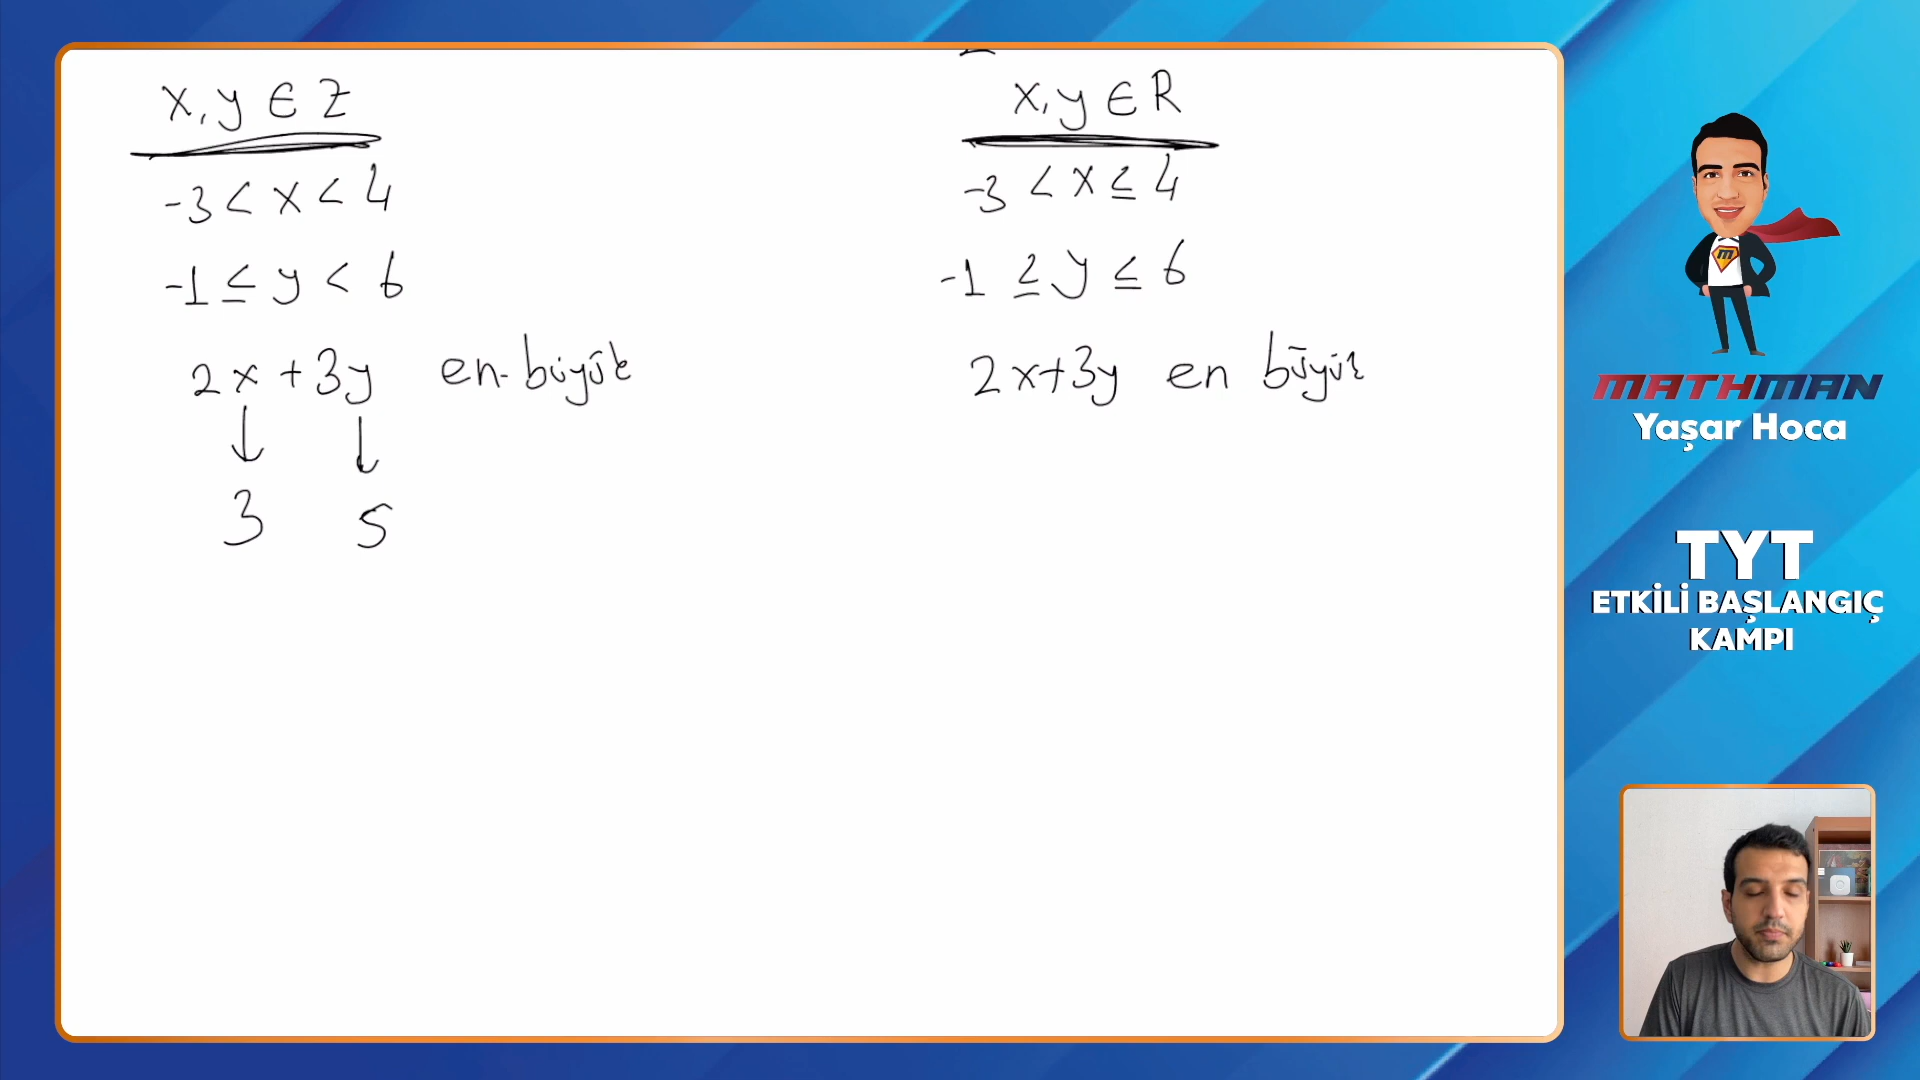 x, y ∈ Z
-3 < x < 4
-1 ≤ y < 6
2x + 3y en büyük
3 5
x, y ∈ R
-3 < x ≤ 4
-1 ≥ y ≤ 6
2x+3y en büyük
m
MATHMAN
Yaşar Hoca
TYT
ETKİLİ BAŞLANGIÇ
KAMPI